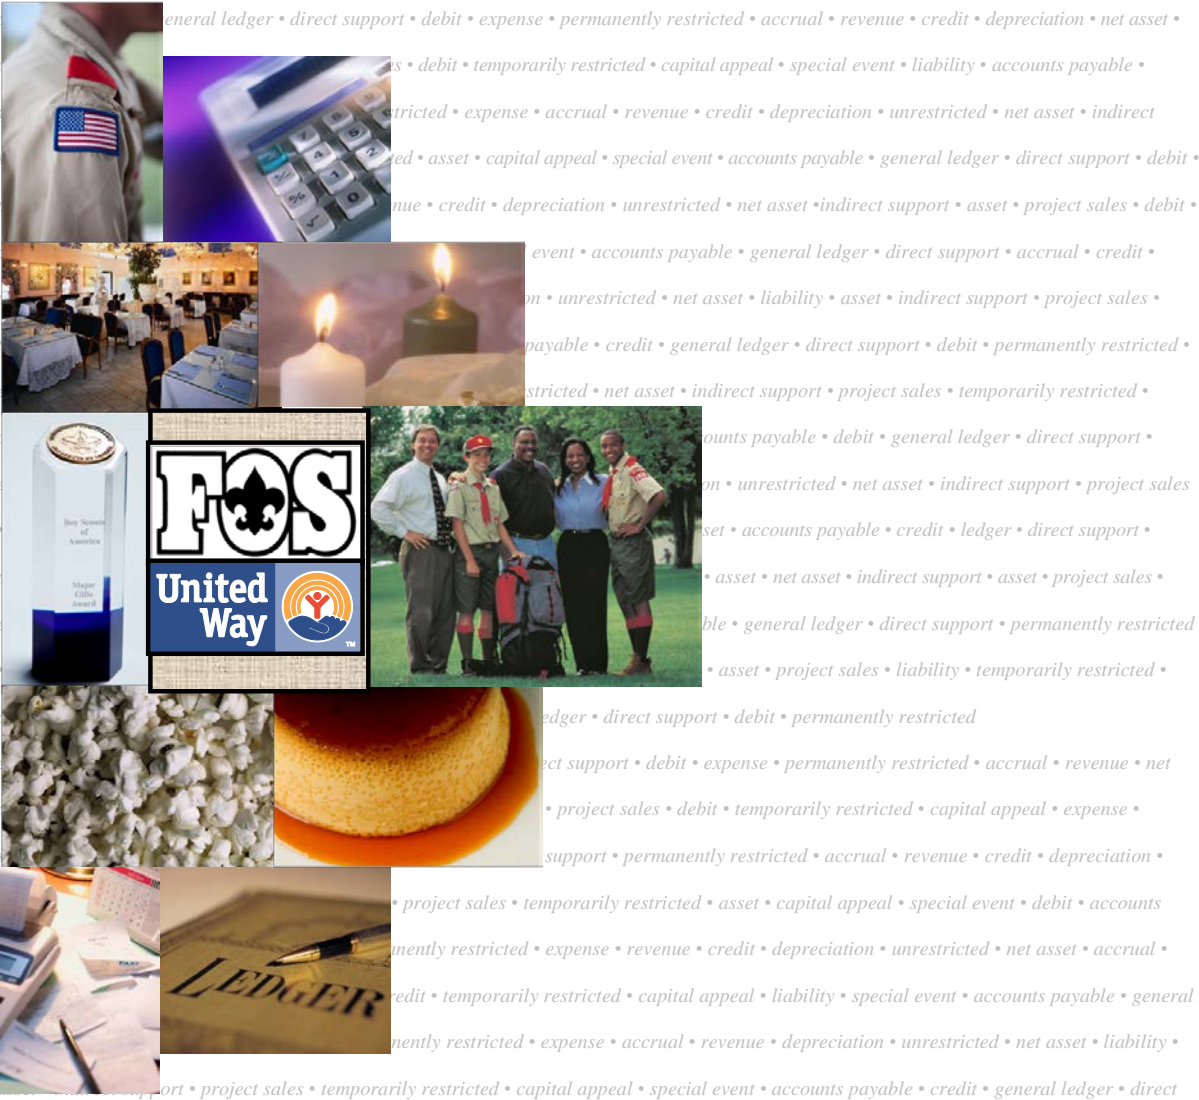 eneral ledger • direct support • debit • expense • permanently restricted • accrual • revenue • credit • depreciation • net asset •
• debit • temporarily restricted • capital appeal • special event • liability • accounts payable •
tricted • expense • accrual • revenue • credit • depreciation • unrestricted • net asset • indirect
ted • asset • capital appeal • special event • accounts payable • general ledger • direct support • debit •
nue • credit • depreciation • unrestricted • net asset •indirect support • asset • project sales • debit •
event • accounts payable • general ledger • direct support • accrual • credit •
on • unrestricted • net asset • liability • asset • indirect support • project sales •
payable • credit • general ledger • direct support • debit • permanently restricted •
stricted • net asset • indirect support • project sales • temporarily restricted •
ounts payable • debit • general ledger • direct support •
Boy Scouts
of
America
Major
Gifts
Award
FOS
United
Way
TM
on • unrestricted • net asset • indirect support • project sales
set • accounts payable • credit • ledger • direct support •
• asset • net asset • indirect support • asset • project sales •
ble • general ledger • direct support • permanently restricted
• asset • project sales • liability • temporarily restricted •
edger • direct support • debit • permanently restricted
ect support • debit • expense • permanently restricted • accrual • revenue • net
• project sales • debit • temporarily restricted • capital appeal • expense •
support • permanently restricted • accrual • revenue • credit • depreciation •
• project sales • temporarily restricted • asset • capital appeal • special event • debit • accounts
LEDGER
nently restricted • expense • revenue • credit • depreciation • unrestricted • net asset • accrual •
redit • temporarily restricted • capital appeal • liability • special event • accounts payable • general
nently restricted • expense • accrual • revenue • depreciation • unrestricted • net asset • liability •
ort • project sales • temporarily restricted • capital appeal • special event • accounts payable • credit • general ledger • direct